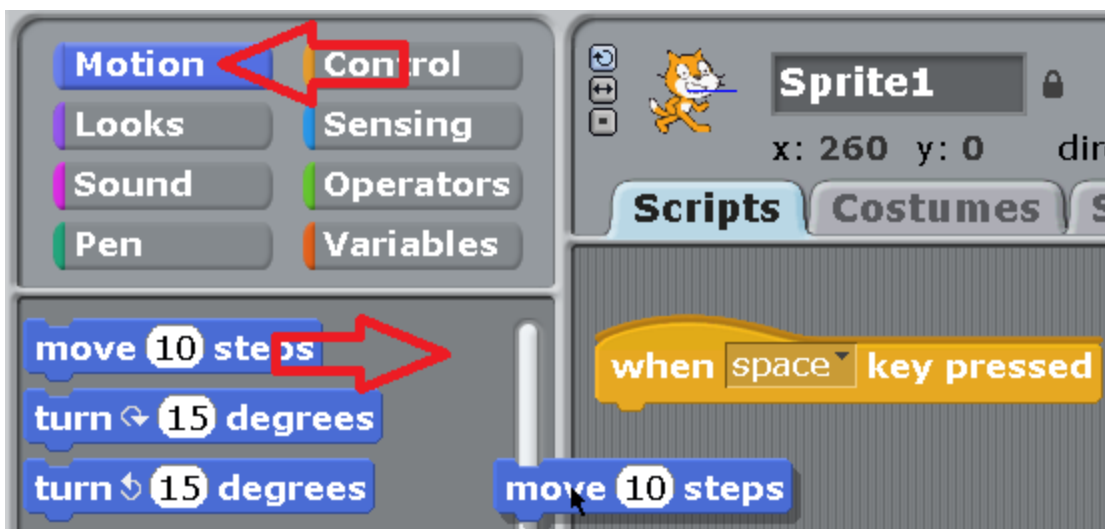 Motion Control
Looks Sensing
Sound Operators
Pen Variables
move 10 steps
turn 15 degrees
turn 15 degrees
Sprite1
x: 260 y: 0
Scripts Costumes
when space key pressed
move 10 steps